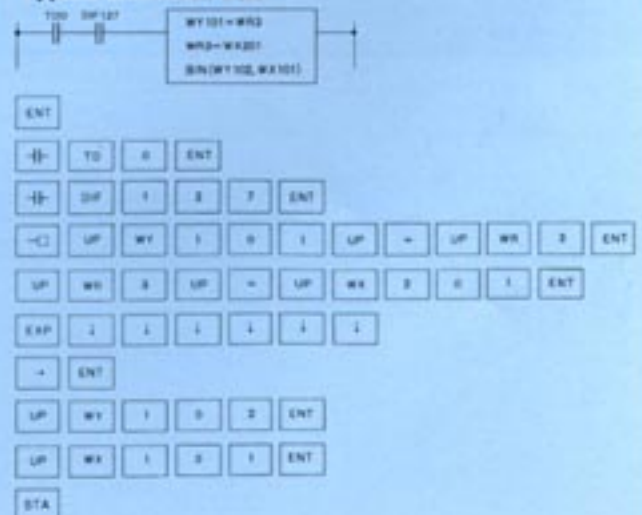 TD0 DIF127
WY101=WR3
WR3=WX201
BIN(WY102, WX101)
ENT
TD 0 ENT
DIF 1 2 7 ENT
UP WY 1 0 1 UP = UP WR 3 ENT
UP WR 3 UP = UP WX 2 0 1 ENT
EXP ↓ ↓ ↓ ↓ ↓ ↓
→ ENT
UP WY 1 0 2 ENT
UP WX 1 0 1 ENT
STA